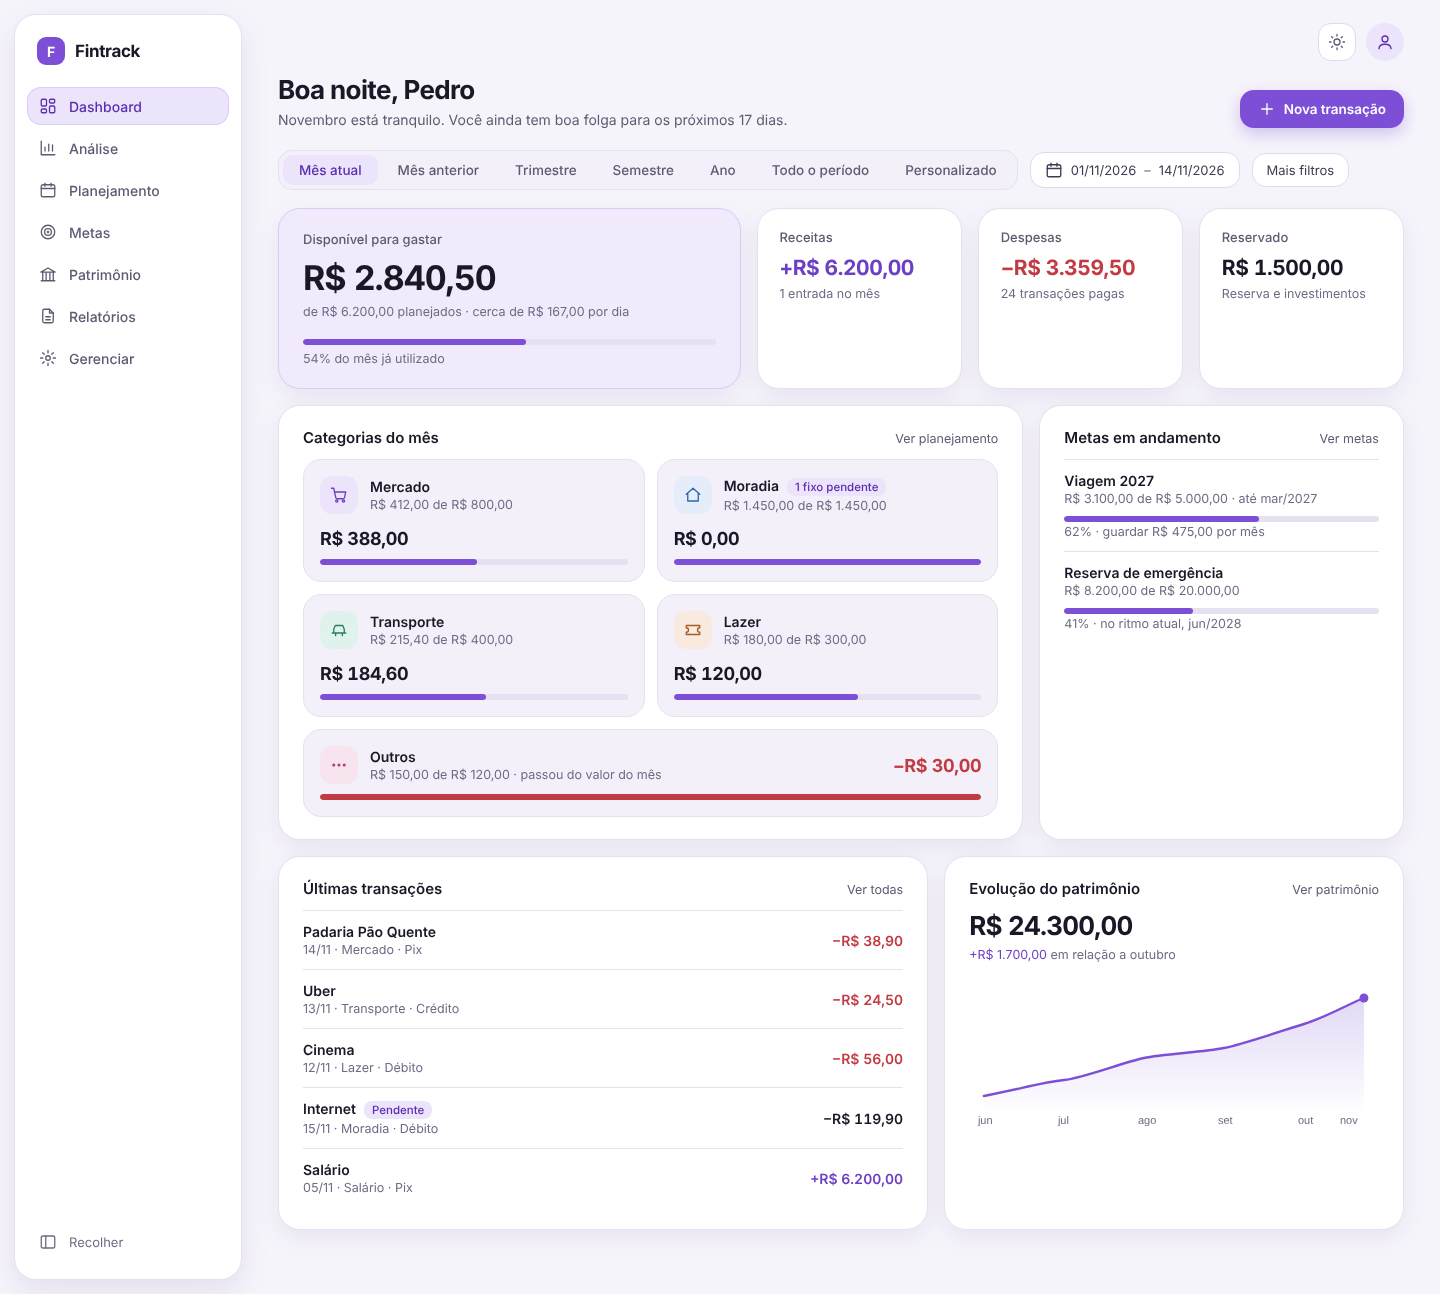 F Fintrack
Dashboard
Análise
Planejamento
Metas
Patrimônio
Relatórios
Gerenciar
Recolher
Boa noite, Pedro
Novembro está tranquilo. Você ainda tem boa folga para os próximos 17 dias.
Nova transação
Mês atual
Mês anterior
Trimestre
Semestre
Ano
Todo o período
Personalizado
01/11/2026 – 14/11/2026
Mais filtros
Disponível para gastar
R$ 2.840,50
de R$ 6.200,00 planejados · cerca de R$ 167,00 por dia
54% do mês já utilizado
Receitas
+R$ 6.200,00
1 entrada no mês
Despesas
−R$ 3.359,50
24 transações pagas
Reservado
R$ 1.500,00
Reserva e investimentos
Categorias do mês
Ver planejamento
Mercado
R$ 412,00 de R$ 800,00
R$ 388,00
Moradia 1 fixo pendente
R$ 1.450,00 de R$ 1.450,00
R$ 0,00
Transporte
R$ 215,40 de R$ 400,00
R$ 184,60
Lazer
R$ 180,00 de R$ 300,00
R$ 120,00
Outros
R$ 150,00 de R$ 120,00 · passou do valor do mês
−R$ 30,00
Metas em andamento
Ver metas
Viagem 2027
R$ 3.100,00 de R$ 5.000,00 · até mar/2027
62% · guardar R$ 475,00 por mês
Reserva de emergência
R$ 8.200,00 de R$ 20.000,00
41% · no ritmo atual, jun/2028
Últimas transações
Ver todas
Padaria Pão Quente
14/11 · Mercado · Pix
−R$ 38,90
Uber
13/11 · Transporte · Crédito
−R$ 24,50
Cinema
12/11 · Lazer · Débito
−R$ 56,00
Internet Pendente
15/11 · Moradia · Débito
−R$ 119,90
Salário
05/11 · Salário · Pix
+R$ 6.200,00
Evolução do patrimônio
Ver patrimônio
R$ 24.300,00
+R$ 1.700,00 em relação a outubro
jun jul ago set out nov